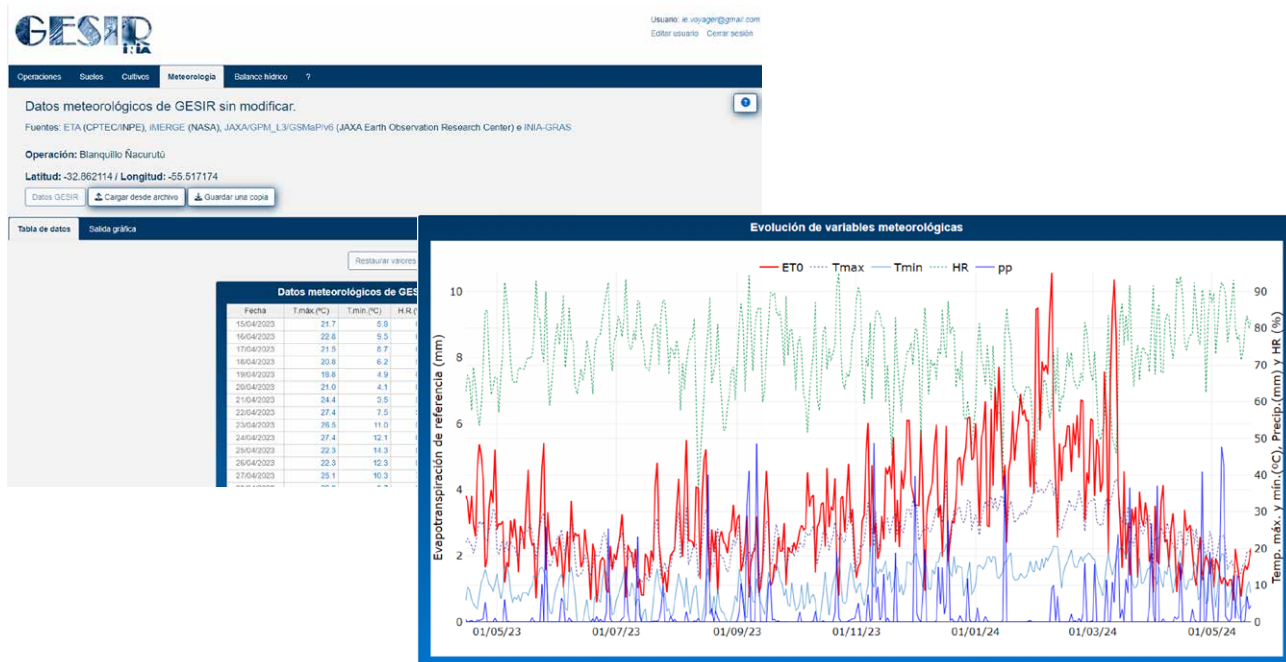 GESIR
INIA
Usuario: ie.voyager@gmail.com
Editar usuario Cerrar sesión
Operaciones Suelos Cultivos Meteorología Balance hídrico ?
Datos meteorológicos de GESIR sin modificar.
Fuentes: ETA (CPTEC/INPE), iMERGE (NASA), JAXA/GPM_L3/GSMaP/v6 (JAXA Earth Observation Research Center) e INIA-GRAS
Operación: Blanquillo Ñacurutú
Latitud: -32.862114 / Longitud: -55.517174
Datos GESIR Cargar desde archivo Guardar una copia
Tabla de datos Salida gráfica
Restaurar valores
Datos meteorológicos de GES
Fecha T.máx.(ºC) T.mín.(ºC) H.R.(
15/04/2023 21.7 5.8
16/04/2023 22.8 5.5
17/04/2023 21.5 8.7
18/04/2023 20.8 6.2
19/04/2023 19.8 4.9
20/04/2023 21.0 4.1
21/04/2023 24.4 3.5
22/04/2023 27.4 7.5
23/04/2023 26.5 11.0
24/04/2023 27.4 12.1
25/04/2023 22.3 14.3
26/04/2023 22.3 12.3
27/04/2023 25.1 10.3
Evolución de variables meteorológicas
ET0 Tmax Tmin HR pp
Evapotranspiración de referencia (mm)
10
8
6
4
2
0
90
80
70
60
50
40
30
20
10
0
Temp. máx. y mín.(ºC), Precip.(mm) y HR (%)
01/05/23 01/07/23 01/09/23 01/11/23 01/01/24 01/03/24 01/05/24